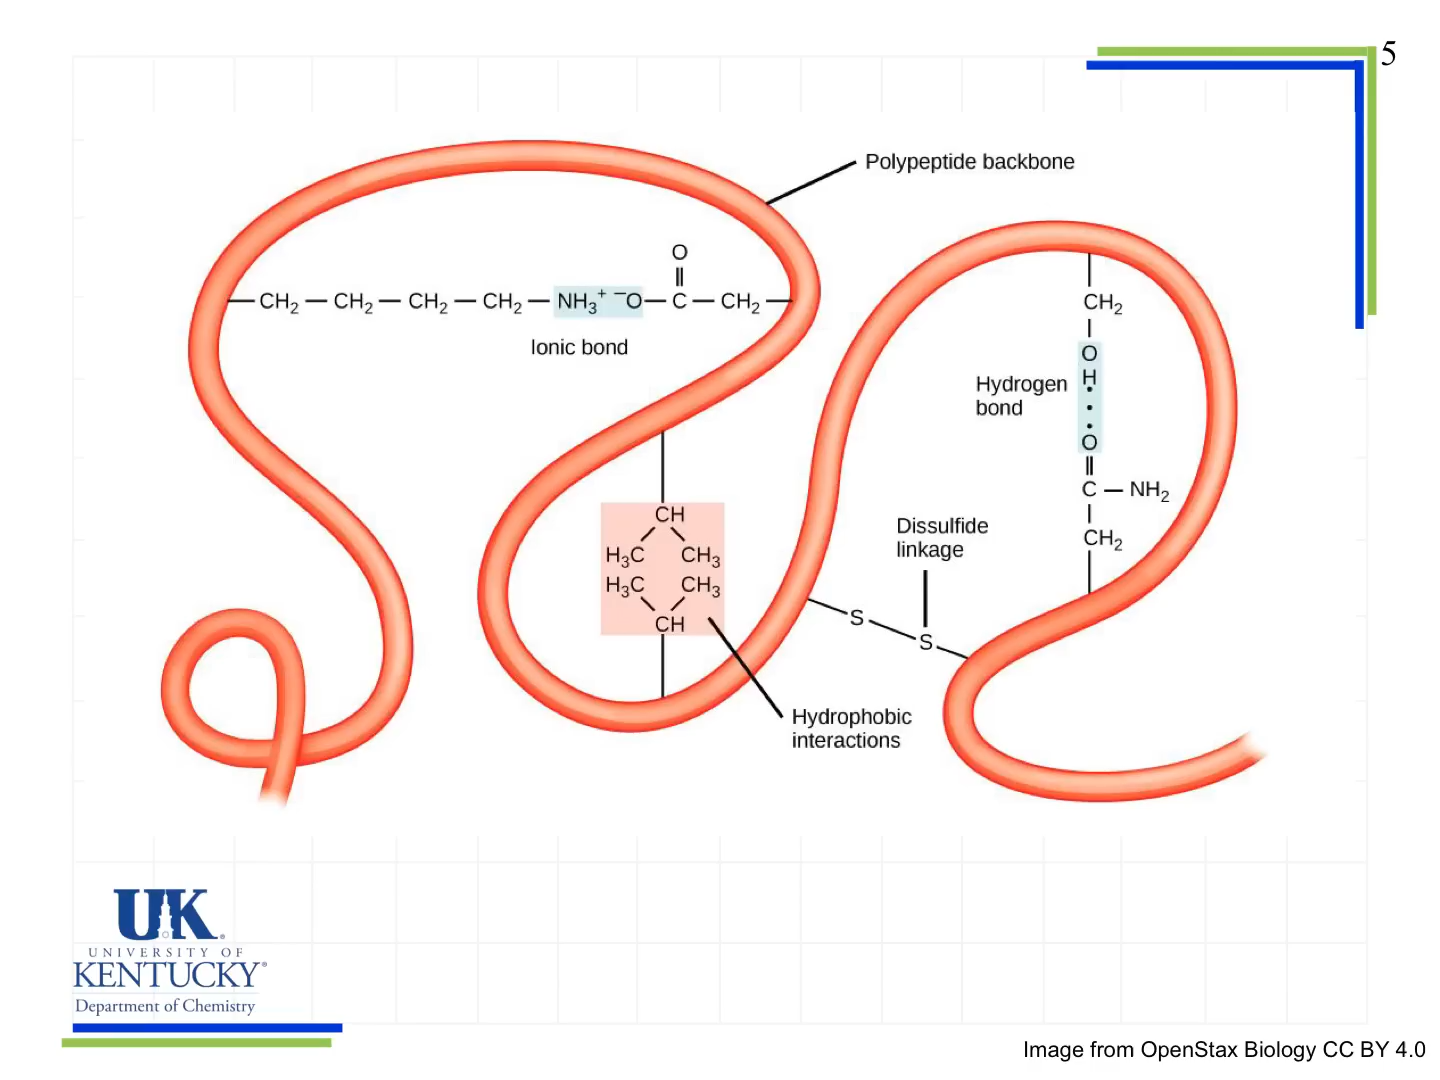 5
Polypeptide backbone
O
CH₂ — CH₂ — CH₂ — CH₂ — NH₃⁺ ⁻O — C — CH₂
Ionic bond
CH₂
O
H
Hydrogen
bond
O
C — NH₂
CH₂
CH
H₃C CH₃
H₃C CH₃
CH
Dissulfide
linkage
S
S
Hydrophobic
interactions
UK
UNIVERSITY OF
KENTUCKY®
Department of Chemistry
Image from OpenStax Biology CC BY 4.0